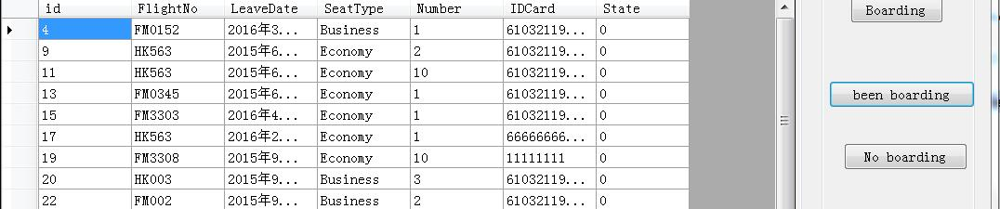 id FlightNo LeaveDate SeatType Number IDCard State
Boarding
4 FM0152 2016年3... Business 1 61032119... 0
9 HK563 2015年6... Economy 2 61032119... 0
11 HK563 2015年6... Economy 10 61032119... 0
13 FM0345 2015年6... Economy 1 61032119... 0
been boarding
15 FM3303 2016年4... Economy 1 61032119... 0
17 HK563 2016年2... Economy 1 66666666... 0
19 FM3308 2015年9... Economy 10 11111111 0
No boarding
20 HK003 2015年9... Business 3 61032119... 0
22 FM002 2015年9... Business 2 61032119... 0